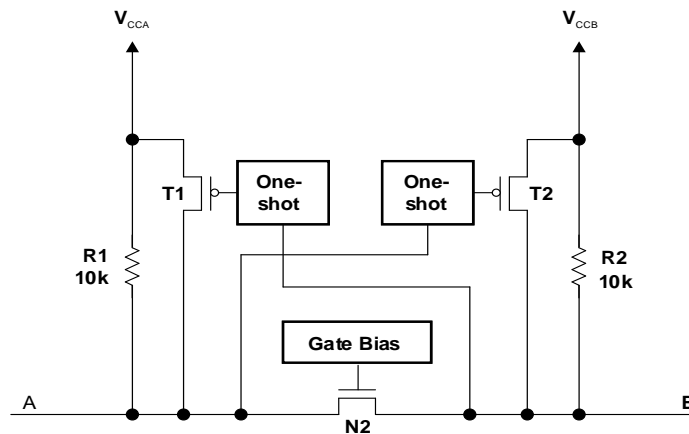 VCCA
VCCB
One-shot
One-shot
T1
T2
R1
10k
R2
10k
Gate Bias
A
B
N2